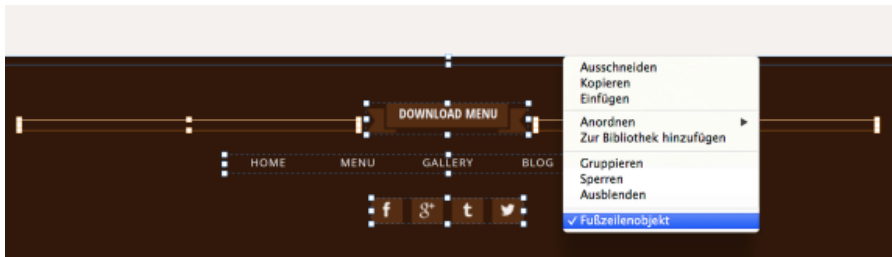 DOWNLOAD MENU
HOME MENU GALLERY BLOG
f g+ t
Ausschneiden
Kopieren
Einfügen
Anordnen
Zur Bibliothek hinzufügen
Gruppieren
Sperren
Ausblenden
✓ Fußzeilenobjekt